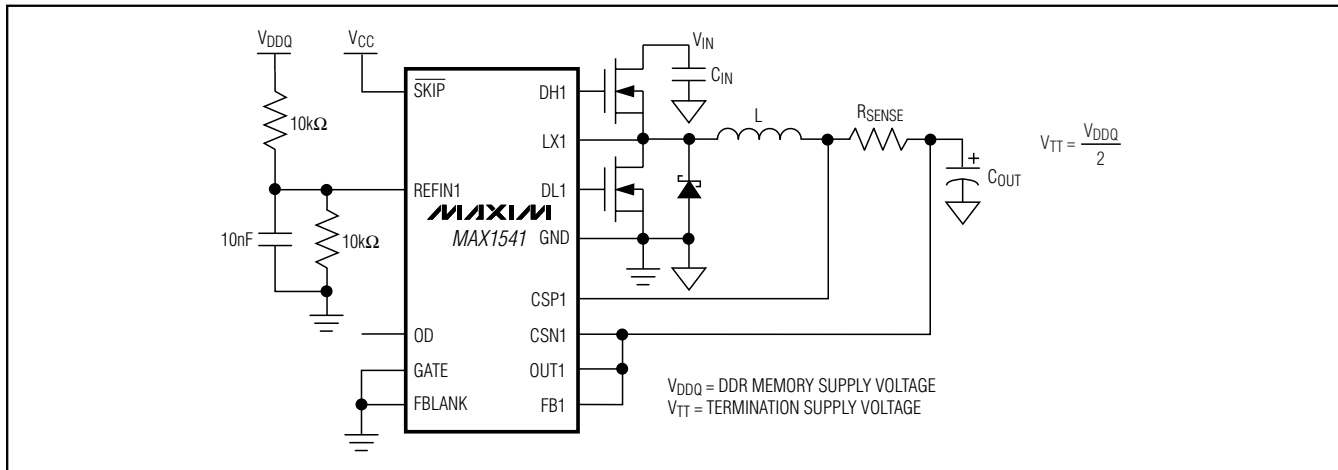 VDDQ
VCC
VIN
SKIP
DH1
CIN
10kΩ
LX1
L
RSENSE
VTT = VDDQ / 2
REFIN1
DL1
+
COUT
MAXIM
MAX1541
10nF
10kΩ
GND
CSP1
OD
CSN1
GATE
OUT1
FBLANK
FB1
VDDQ = DDR MEMORY SUPPLY VOLTAGE
VTT = TERMINATION SUPPLY VOLTAGE